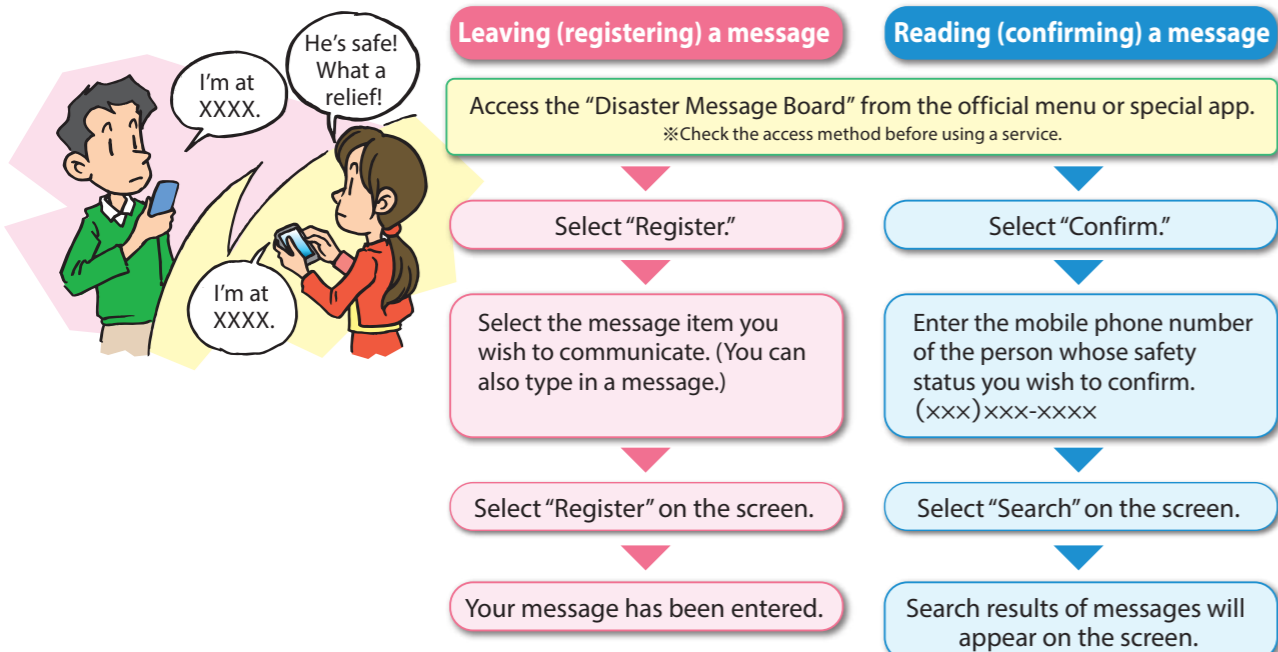 I'm at
XXXX.
He's safe!
What a
relief!
I'm at
XXXX.
Leaving (registering) a message
Reading (confirming) a message
Access the “Disaster Message Board” from the official menu or special app.
※Check the access method before using a service.
Select “Register.”
Select the message item you
wish to communicate. (You can
also type in a message.)
Select “Register” on the screen.
Your message has been entered.
Select “Confirm.”
Enter the mobile phone number
of the person whose safety
status you wish to confirm.
(×××)×××-××××
Select “Search” on the screen.
Search results of messages will
appear on the screen.